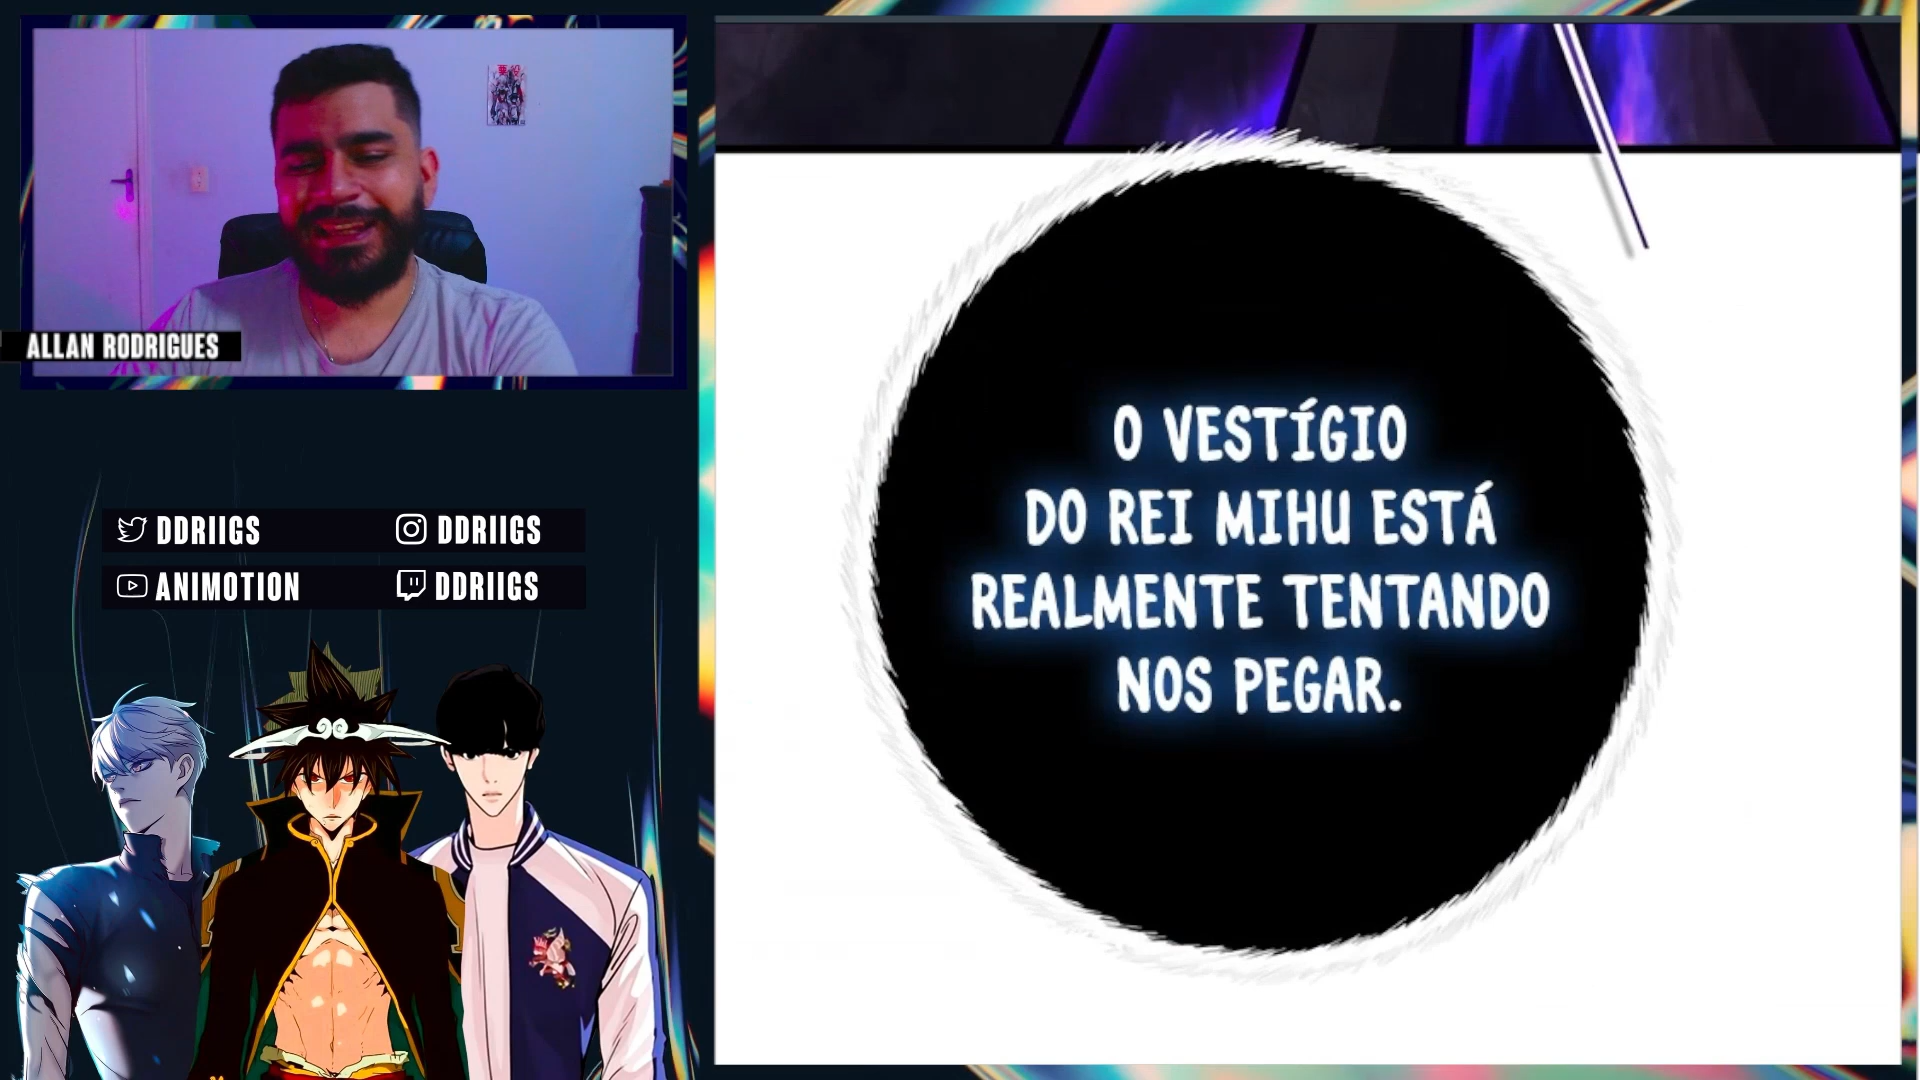 ALLAN RODRIGUES
DDRIIGS
DDRIIGS
ANIMOTION
DDRIIGS
O VESTÍGIO
DO REI MIHU ESTÁ
REALMENTE TENTANDO
NOS PEGAR.